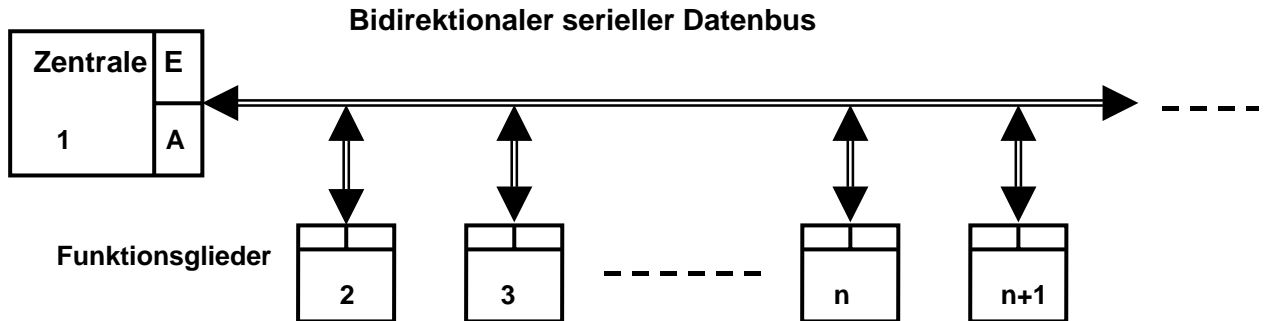 Bidirektionaler serieller Datenbus
Zentrale E
1 A
Funktionsglieder
2 3 n n+1